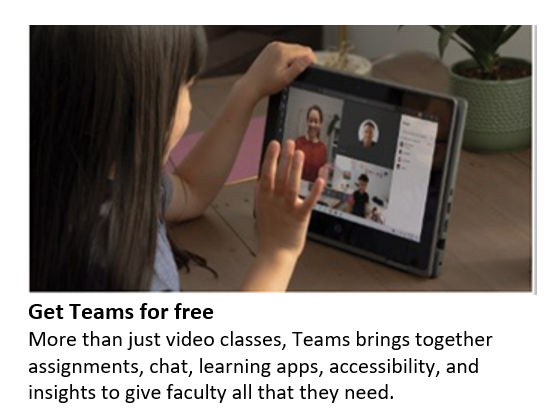 Get Teams for free
More than just video classes, Teams brings together
assignments, chat, learning apps, accessibility, and
insights to give faculty all that they need.